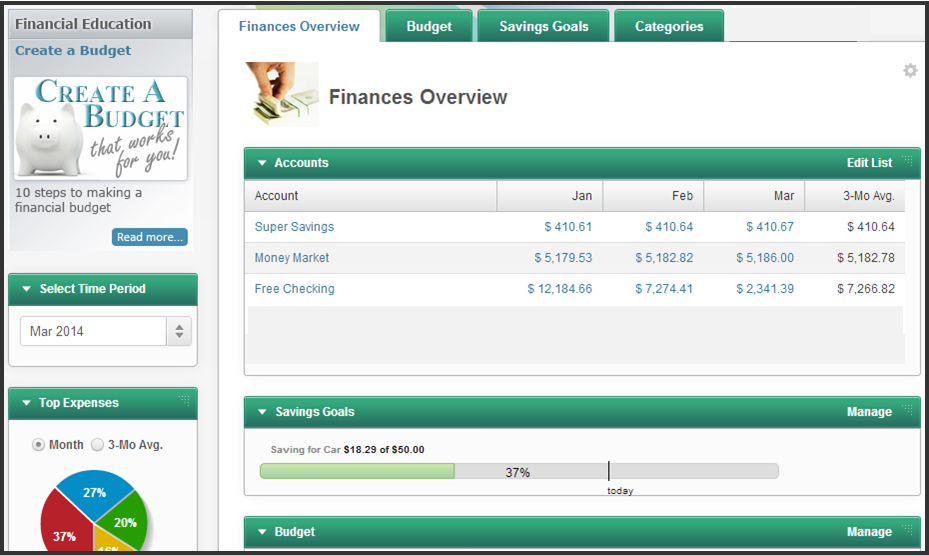 Financial Education
Create a Budget
CREATE A
BUDGET
that works
for you!
10 steps to making a
financial budget
Read more...
Select Time Period
Mar 2014
Top Expenses
Month 3-Mo Avg.
27%
20%
37%
15%
Finances Overview Budget Savings Goals Categories
Finances Overview
Accounts Edit List
Account Jan Feb Mar 3-Mo Avg.
Super Savings $ 410.61 $ 410.64 $ 410.67 $ 410.64
Money Market $ 5,179.53 $ 5,182.82 $ 5,186.00 $ 5,182.78
Free Checking $ 12,184.66 $ 7,274.41 $ 2,341.39 $ 7,266.82
Savings Goals Manage
Saving for Car $18.29 of $50.00
37%
today
Budget Manage